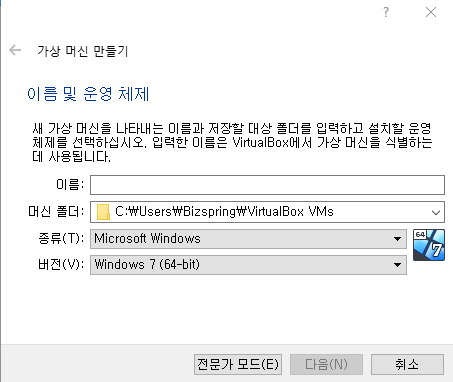 ?
가상 머신 만들기
이름 및 운영 체제
새 가상 머신을 나타내는 이름과 저장할 대상 폴더를 입력하고 설치할 운영
체제를 선택하십시오. 입력한 이름은 VirtualBox에서 가상 머신을 식별하는
데 사용됩니다.
이름:
머신 폴더: C:₩Users₩Bizspring₩VirtualBox VMs
종류(T): Microsoft Windows
64
버전(V): Windows 7 (64-bit)
7
전문가 모드(E) 다음(N) 취소